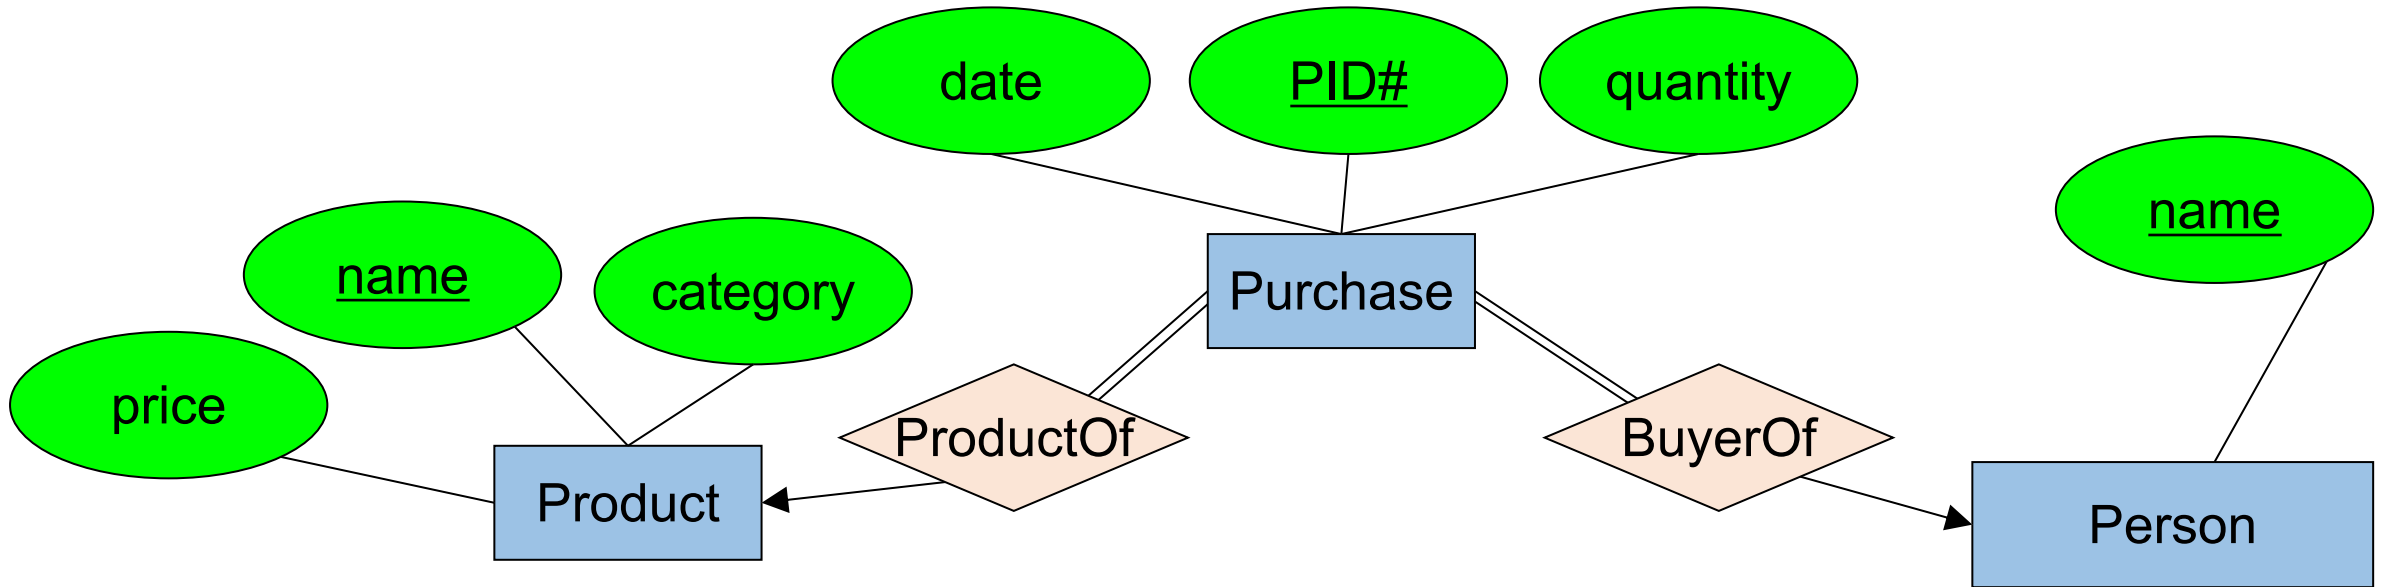 date
PID#
quantity
name
name
category
Purchase
price
ProductOf
BuyerOf
Product
Person